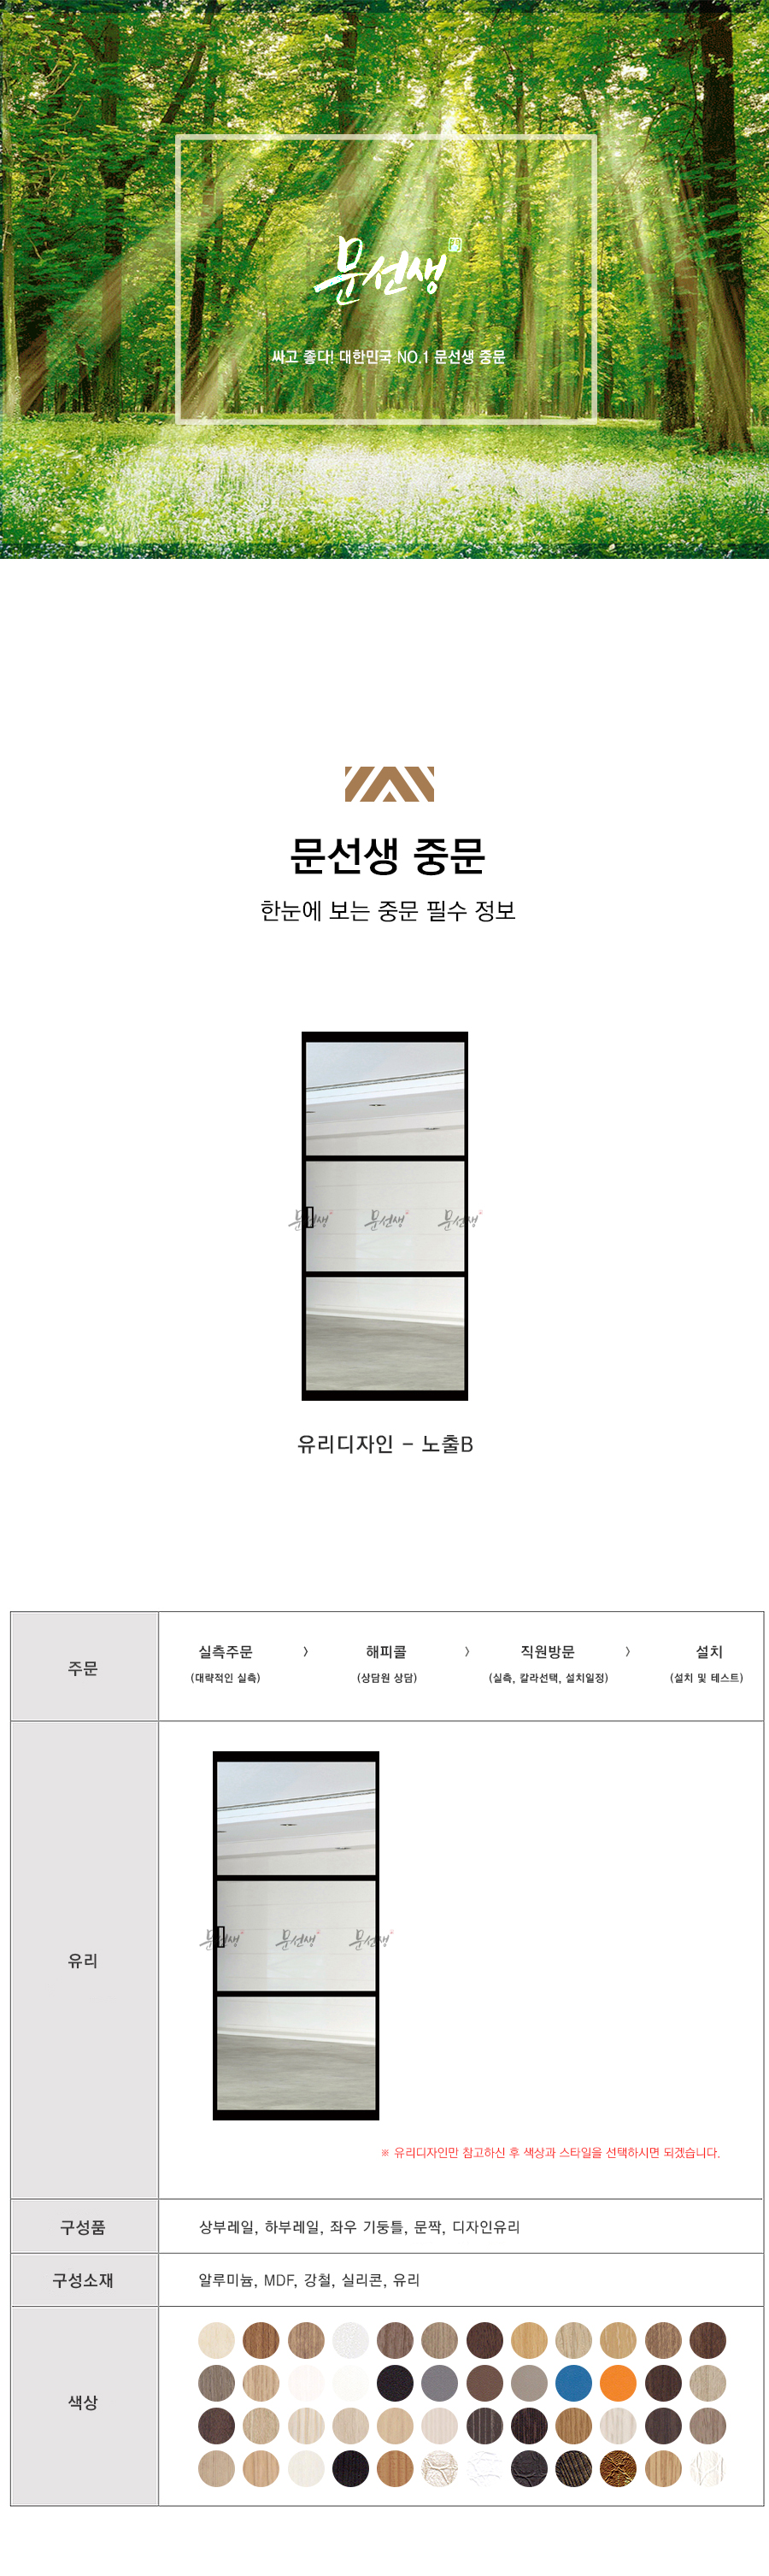 문선생
싸고 좋다! 대한민국 NO.1 문선생 중문
문선생 중문
한눈에 보는 중문 필수 정보
문선생 문선생 문선생
유리디자인 - 노출B
주문
실측주문 > 해피콜 > 직원방문 > 설치
(대략적인 실측) (상담원 상담) (실측, 칼라선택, 설치일정) (설치 및 테스트)
유리
문선생 문선생 문선생
※ 유리디자인만 참고하신 후 색상과 스타일을 선택하시면 되겠습니다.
구성품
상부레일, 하부레일, 좌우 기둥틀, 문짝, 디자인유리
구성소재
알루미늄, MDF, 강철, 실리콘, 유리
색상